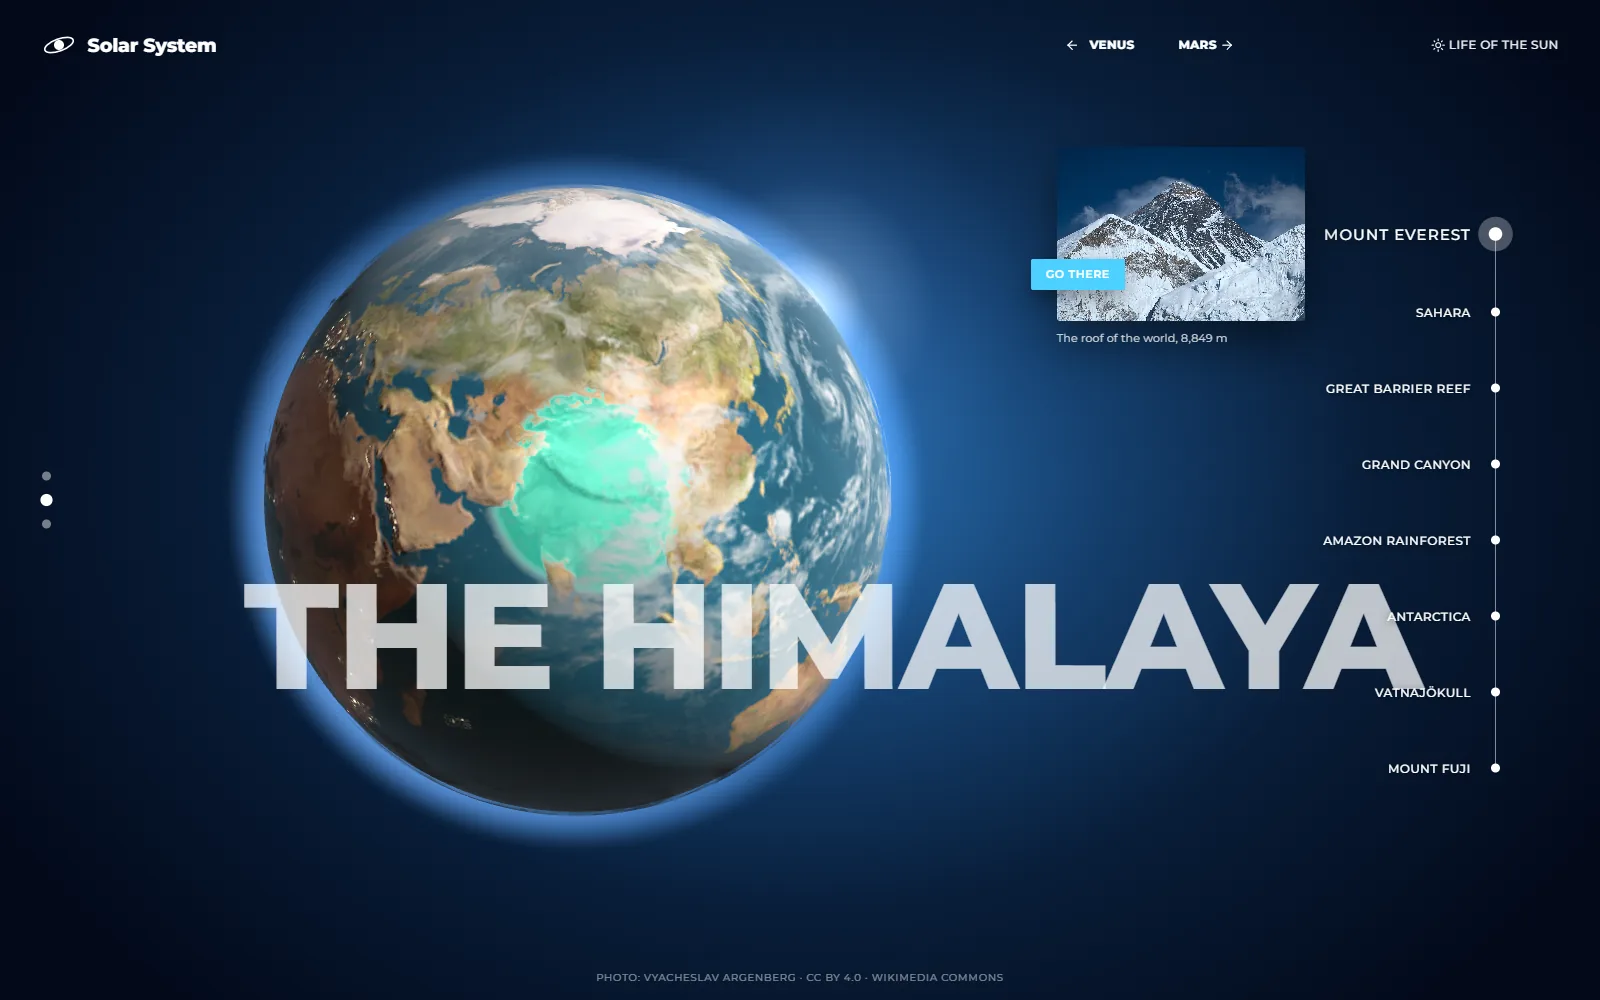 Solar System
← VENUS
MARS →
LIFE OF THE SUN
MOUNT EVEREST
GO THERE
The roof of the world, 8,849 m
SAHARA
GREAT BARRIER REEF
GRAND CANYON
AMAZON RAINFOREST
THE HIMALAYA
ANTARCTICA
VATNAJÖKULL
MOUNT FUJI
PHOTO: VYACHESLAV ARGENBERG · CC BY 4.0 · WIKIMEDIA COMMONS